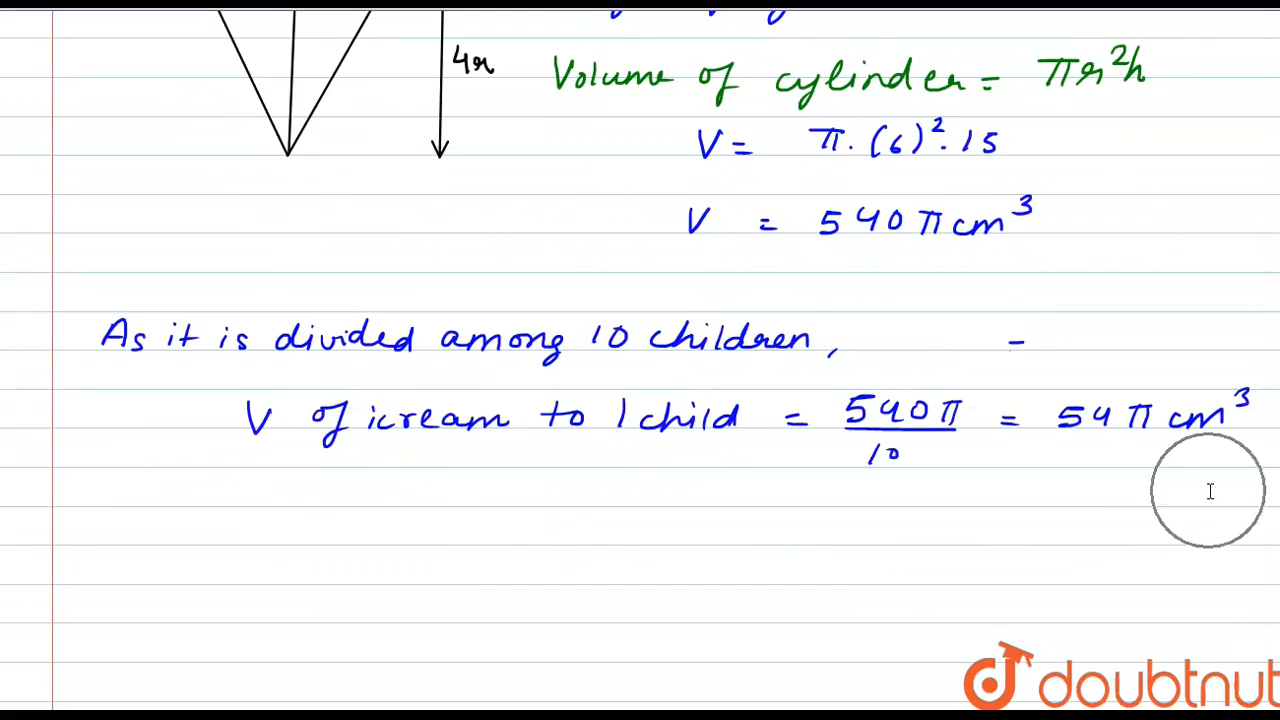 4r
Volume of cylinder = πr²h
V = π.(6)².15
V = 540π cm³
As it is divided among 10 children, -
V of icream to 1 child = 540π/10 = 54π cm³
doubtnut